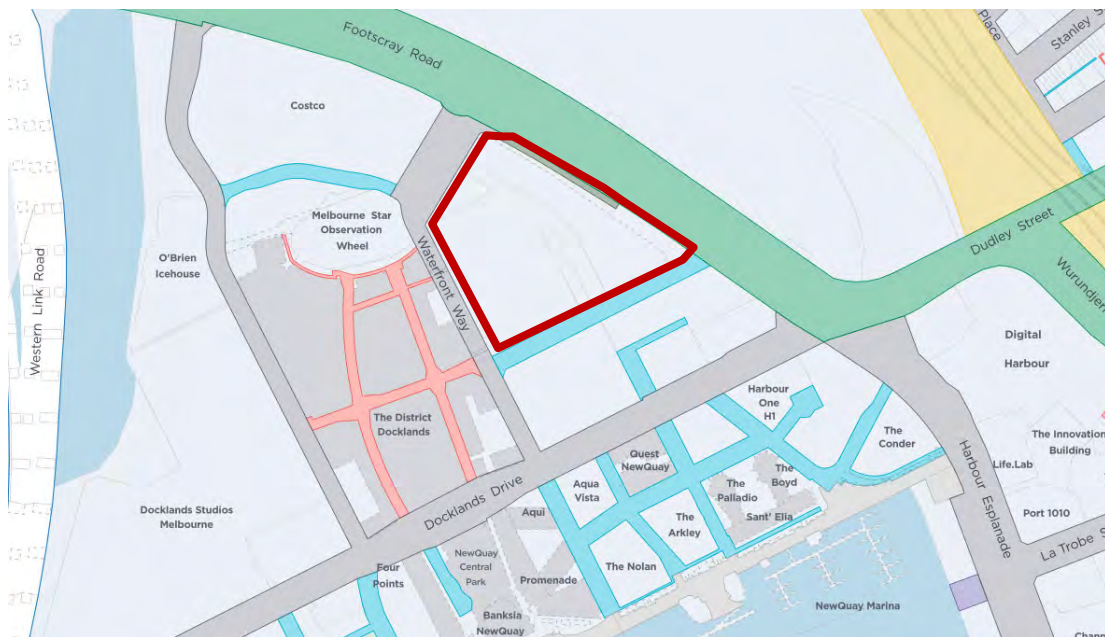 Footscray Road
Place
Stanley
Costco
Melbourne Star
Observation
Wheel
O'Brien
Icehouse
Western Link Road
Waterfront Way
Dudley Street
Wurundjeri
Digital
Harbour
Harbour
One
H1
The
Conder
The Innovation
Building
Life.Lab
The District
Docklands
Quest
NewQuay
The
Boyd
The
Palladio
Sant' Elia
Aqua
Vista
Docklands Drive
Port 1010
Harbour Esplanade
La Trobe S
Docklands Studios
Melbourne
Aqui
The
Arkley
NewQuay
Central
Park
Four
Points
The Nolan
Promenade
NewQuay Marina
Banksia
NewQuay
Chann